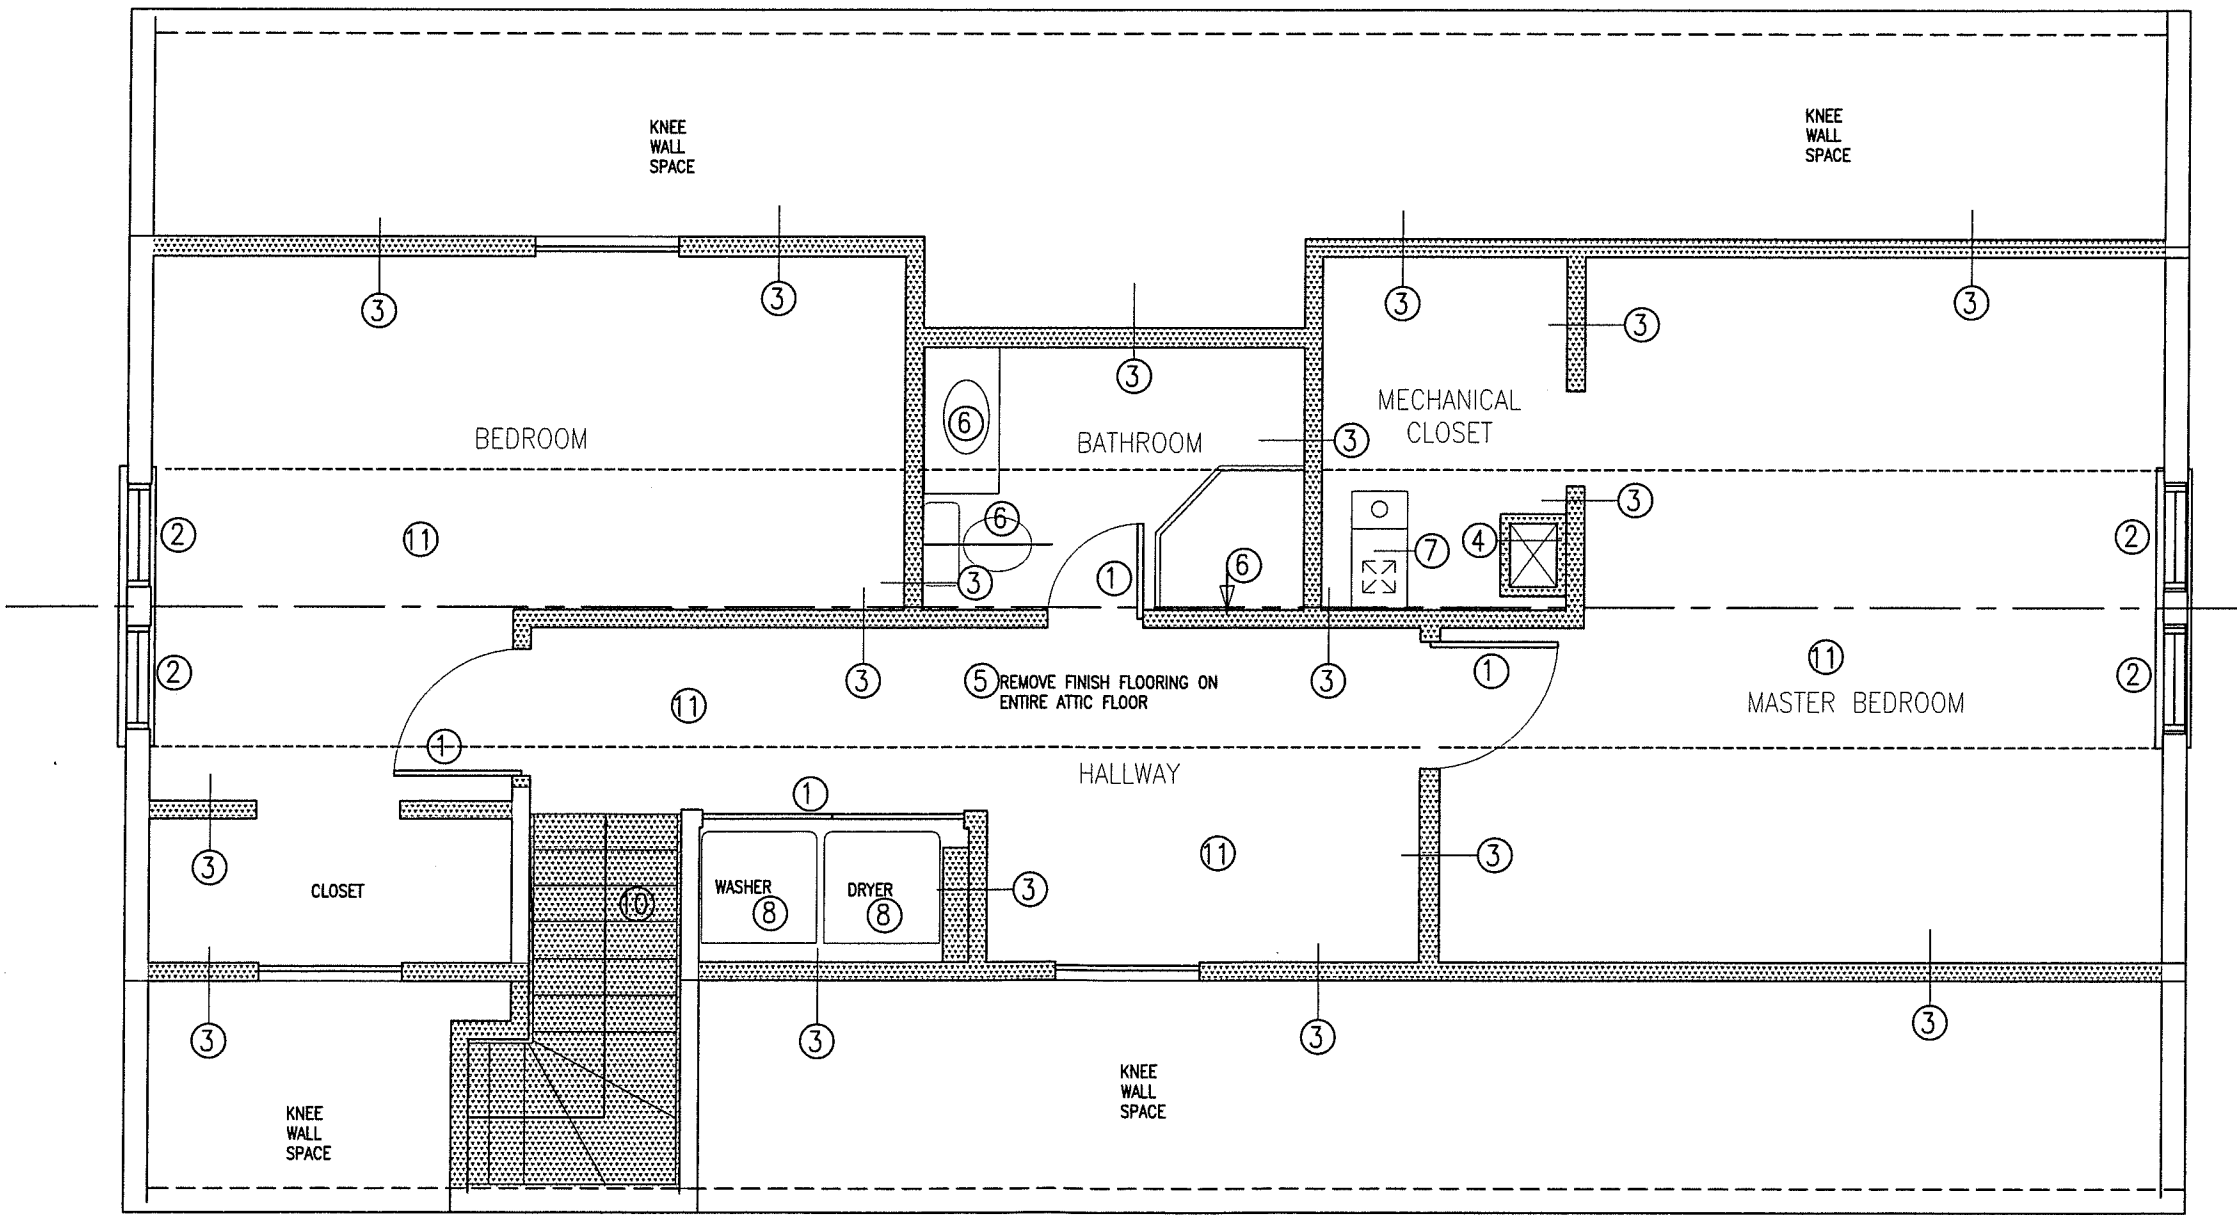 KNEE
WALL
SPACE
KNEE
WALL
SPACE
3
3
3
3
3
3
MECHANICAL
CLOSET
6
BEDROOM
BATHROOM
3
3
6
2
11
4
2
7
6
1
3
5 REMOVE FINISH FLOORING ON
ENTIRE ATTIC FLOOR
2
3
3
1
11
2
11
MASTER BEDROOM
1
HALLWAY
1
3
11
3
CLOSET
10
WASHER
8
DRYER
8
3
3
3
3
3
KNEE
WALL
SPACE
KNEE
WALL
SPACE